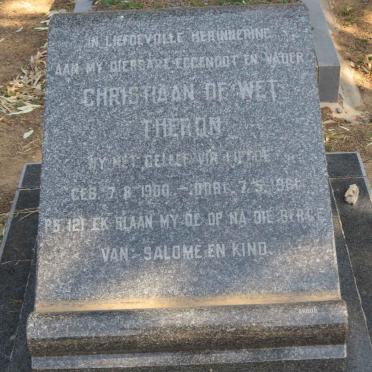 IN LIEFDEVOLLE HERINNERING
AAN MY DIERBARE EGGENOOT EN VADER
CHRISTIAAN DE WET
THERON
HY HET GELEEF VIR LIEFDE
GEB. 7.8.1900. – OORL. 7.5.1961.
PS. 121 EK SLAAN MY OË OP NA DIE BERGE
VAN: SALOMÉ EN KIND.